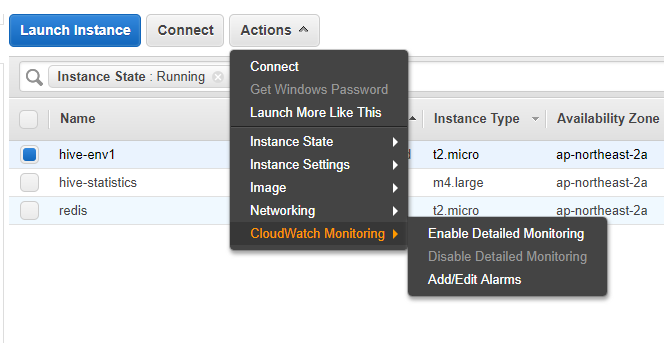 Launch Instance Connect Actions
Instance State : Running
Name Instance Type Availability Zone
hive-env1 t2.micro ap-northeast-2a
hive-statistics m4.large ap-northeast-2a
redis t2.micro ap-northeast-2a
Connect
Get Windows Password
Launch More Like This
Instance State
Instance Settings
Image
Networking
CloudWatch Monitoring
Enable Detailed Monitoring
Disable Detailed Monitoring
Add/Edit Alarms